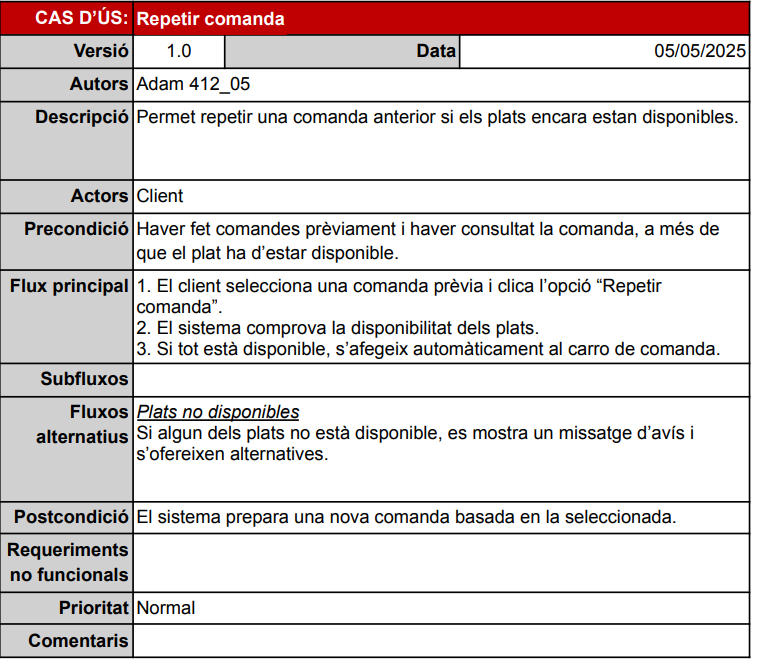 CAS D’ÚS: Repetir comanda
Versió 1.0 Data 05/05/2025
Autors Adam 412_05
Descripció Permet repetir una comanda anterior si els plats encara estan disponibles.
Actors Client
Precondició Haver fet comandes prèviament i haver consultat la comanda, a més de
que el plat ha d’estar disponible.
Flux principal 1. El client selecciona una comanda prèvia i clica l’opció “Repetir
comanda”.
2. El sistema comprova la disponibilitat dels plats.
3. Si tot està disponible, s’afegeix automàticament al carro de comanda.
Subfluxos
Fluxos
alternatius
Plats no disponibles
Si algun dels plats no està disponible, es mostra un missatge d’avís i
s’ofereixen alternatives.
Postcondició El sistema prepara una nova comanda basada en la seleccionada.
Requeriments
no funcionals
Prioritat Normal
Comentaris